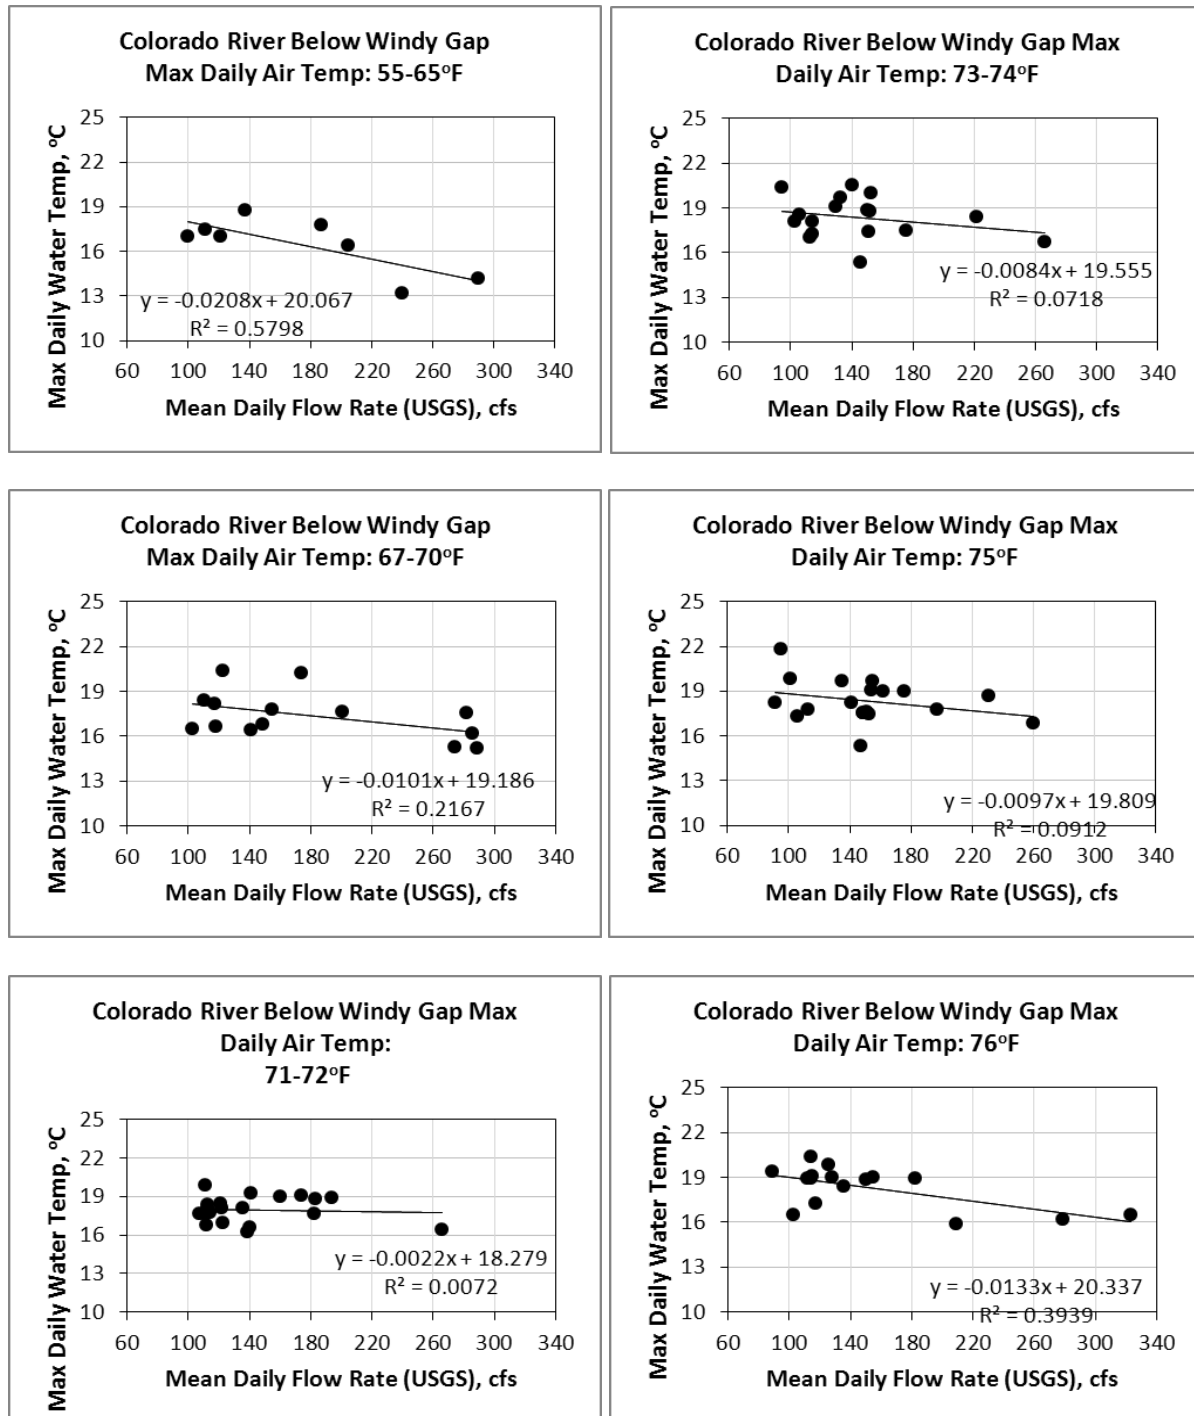 Colorado River Below Windy Gap
Max Daily Air Temp: 55-65°F
Max Daily Water Temp, °C
25
22
19
16
13
10
y = -0.0208x + 20.067
R² = 0.5798
60 100 140 180 220 260 300 340
Mean Daily Flow Rate (USGS), cfs
Colorado River Below Windy Gap Max
Daily Air Temp: 73-74°F
Max Daily Water Temp, °C
25
22
19
16
13
10
y = -0.0084x + 19.555
R² = 0.0718
60 100 140 180 220 260 300 340
Mean Daily Flow Rate (USGS), cfs
Colorado River Below Windy Gap
Max Daily Air Temp: 67-70°F
Max Daily Water Temp, °C
25
22
19
16
13
10
y = -0.0101x + 19.186
R² = 0.2167
60 100 140 180 220 260 300 340
Mean Daily Flow Rate (USGS), cfs
Colorado River Below Windy Gap Max
Daily Air Temp: 75°F
Max Daily Water Temp, °C
25
22
19
16
13
10
y = -0.0097x + 19.809
R² = 0.0912
60 100 140 180 220 260 300 340
Mean Daily Flow Rate (USGS), cfs
Colorado River Below Windy Gap Max
Daily Air Temp:
71-72°F
Max Daily Water Temp, °C
25
22
19
16
13
10
y = -0.0022x + 18.279
R² = 0.0072
60 100 140 180 220 260 300 340
Mean Daily Flow Rate (USGS), cfs
Colorado River Below Windy Gap Max
Daily Air Temp: 76°F
Max Daily Water Temp, °C
25
22
19
16
13
10
y = -0.0133x + 20.337
R² = 0.3939
60 100 140 180 220 260 300 340
Mean Daily Flow Rate (USGS), cfs